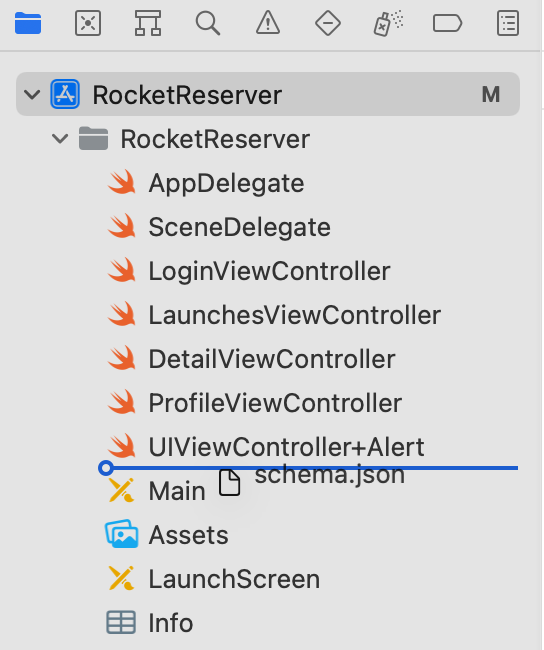 RocketReserver M
RocketReserver
AppDelegate
SceneDelegate
LoginViewController
LaunchesViewController
DetailViewController
ProfileViewController
UIViewController+Alert
schema.json
Main
Assets
LaunchScreen
Info